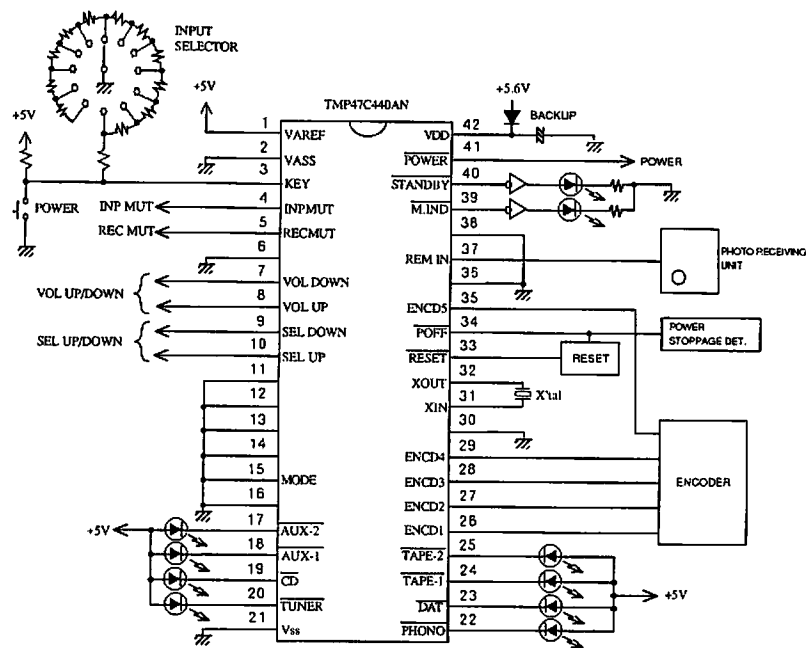 INPUT
SELECTOR
+5V
+5V
POWER
TMP47C440AN
1 VAREF
2 VASS
3 KEY
INP MUT 4 INPMUT
REC MUT 5 RECMUT
6
VOL UP/DOWN
7 VOL DOWN
8 VOL UP
SEL UP/DOWN
9 SEL DOWN
10 SEL UP
11
12
13
14
15 MODE
16
+5V
17 AUX-2
18 AUX-1
19 CD
20 TUNER
21 Vss
+5.6V
BACKUP
VDD 42
POWER 41 POWER
STANDBY 40
M.IND 39
38
REM IN 37
PHOTO RECEIVING
UNIT
36
ENCD5 35
POFF 34
POWER
STOPPAGE DET.
RESET 33
RESET
XOUT 32
X'tal
XIN 31
30
ENCD4 29
ENCD3 28
ENCODER
ENCD2 27
ENCD1 26
TAPE-2 25
TAPE-1 24
+5V
DAT 23
PHONO 22